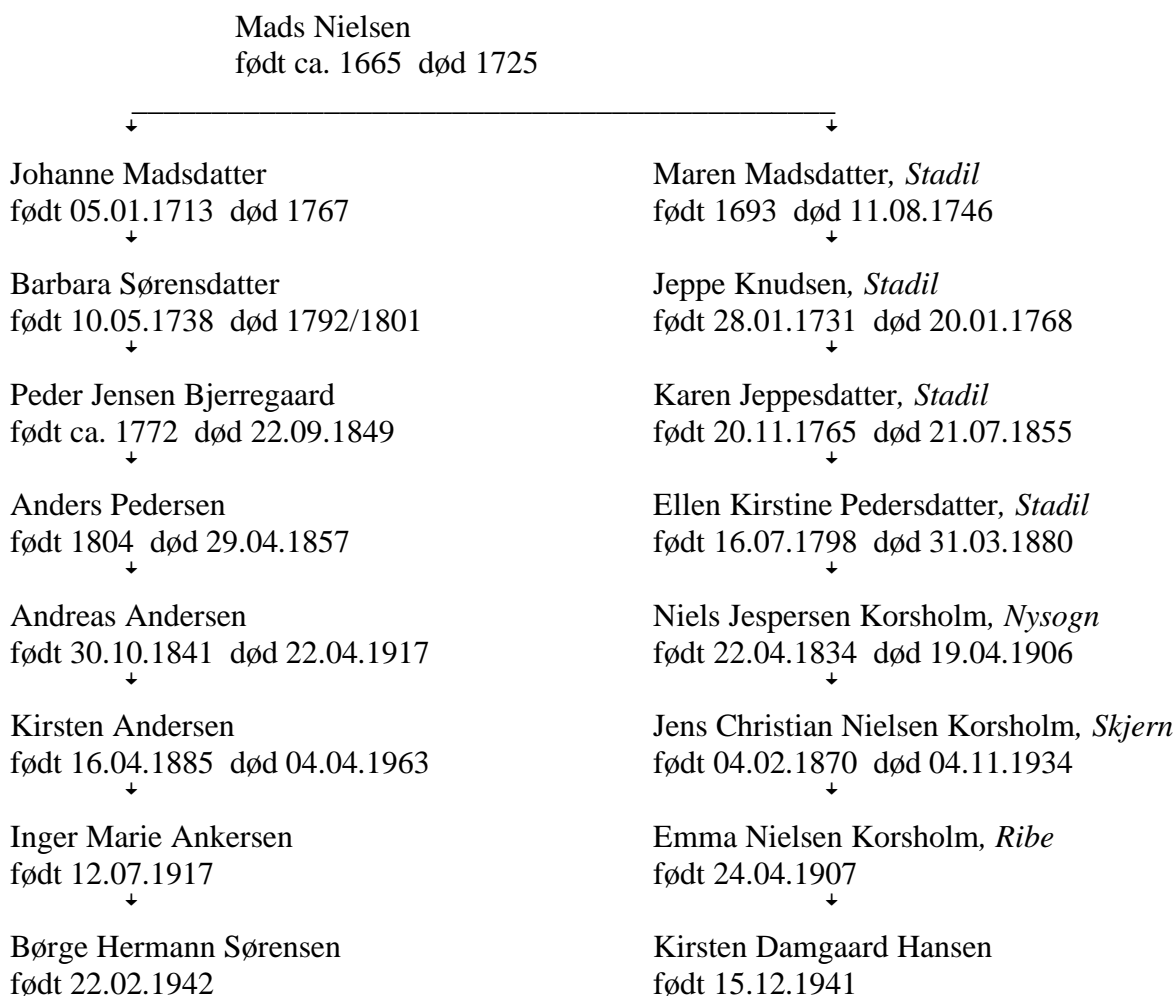 Mads Nielsen
født ca. 1665  død 1725
Johanne Madsdatter
født 05.01.1713  død 1767
Maren Madsdatter, Stadil
født 1693  død 11.08.1746
Barbara Sørensdatter
født 10.05.1738  død 1792/1801
Jeppe Knudsen, Stadil
født 28.01.1731  død 20.01.1768
Peder Jensen Bjerregaard
født ca. 1772  død 22.09.1849
Karen Jeppesdatter, Stadil
født 20.11.1765  død 21.07.1855
Anders Pedersen
født 1804  død 29.04.1857
Ellen Kirstine Pedersdatter, Stadil
født 16.07.1798  død 31.03.1880
Andreas Andersen
født 30.10.1841  død 22.04.1917
Niels Jespersen Korsholm, Nysogn
født 22.04.1834  død 19.04.1906
Kirsten Andersen
født 16.04.1885  død 04.04.1963
Jens Christian Nielsen Korsholm, Skjern
født 04.02.1870  død 04.11.1934
Inger Marie Ankersen
født 12.07.1917
Emma Nielsen Korsholm, Ribe
født 24.04.1907
Børge Hermann Sørensen
født 22.02.1942
Kirsten Damgaard Hansen
født 15.12.1941